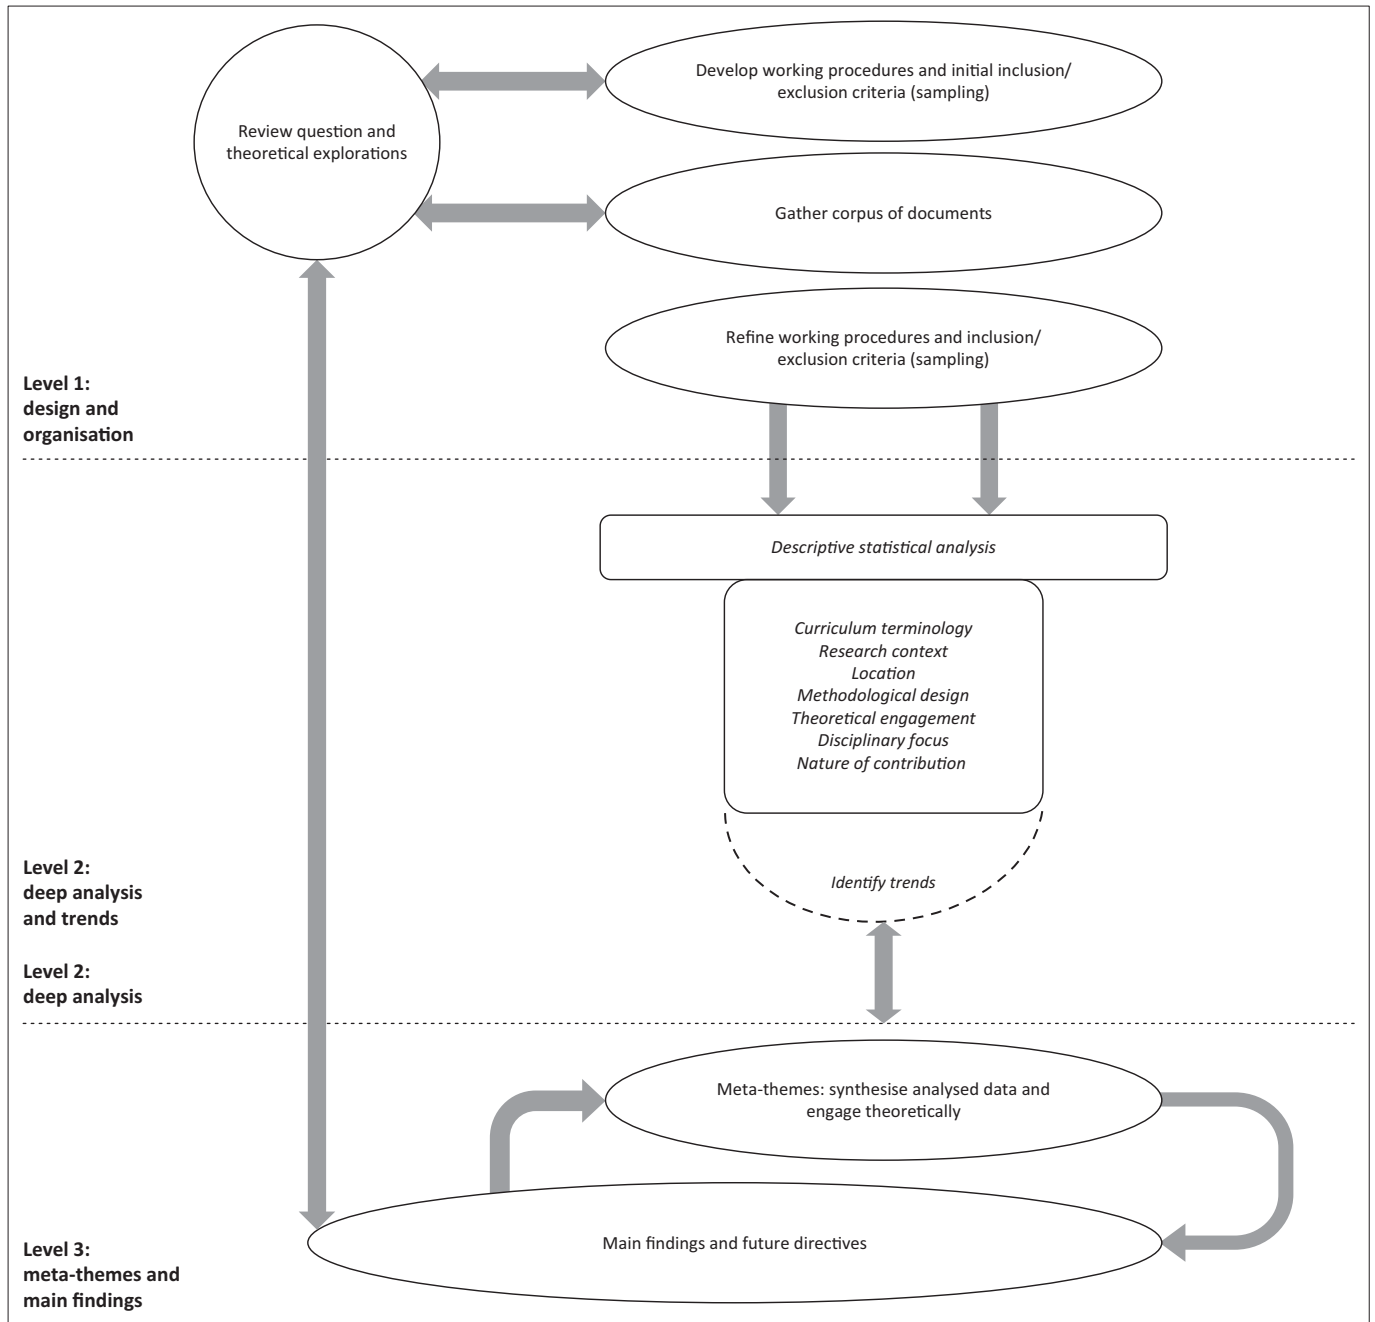 Review question and
theoretical explorations
Develop working procedures and initial inclusion/
exclusion criteria (sampling)
Gather corpus of documents
Refine working procedures and inclusion/
exclusion criteria (sampling)
Level 1:
design and
organisation
Descriptive statistical analysis
Curriculum terminology
Research context
Location
Methodological design
Theoretical engagement
Disciplinary focus
Nature of contribution
Identify trends
Level 2:
deep analysis
and trends
Level 2:
deep analysis
Meta-themes: synthesise analysed data and
engage theoretically
Main findings and future directives
Level 3:
meta-themes and
main findings